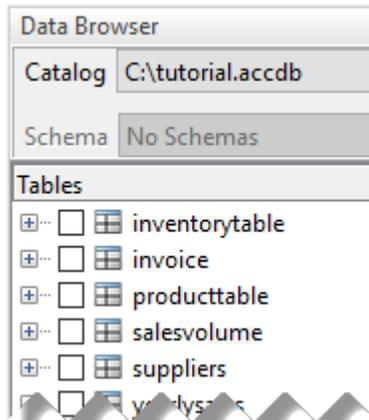 Data Browser
Catalog C:\tutorial.accdb
Schema No Schemas
Tables
inventorytable
invoice
producttable
salesvolume
suppliers